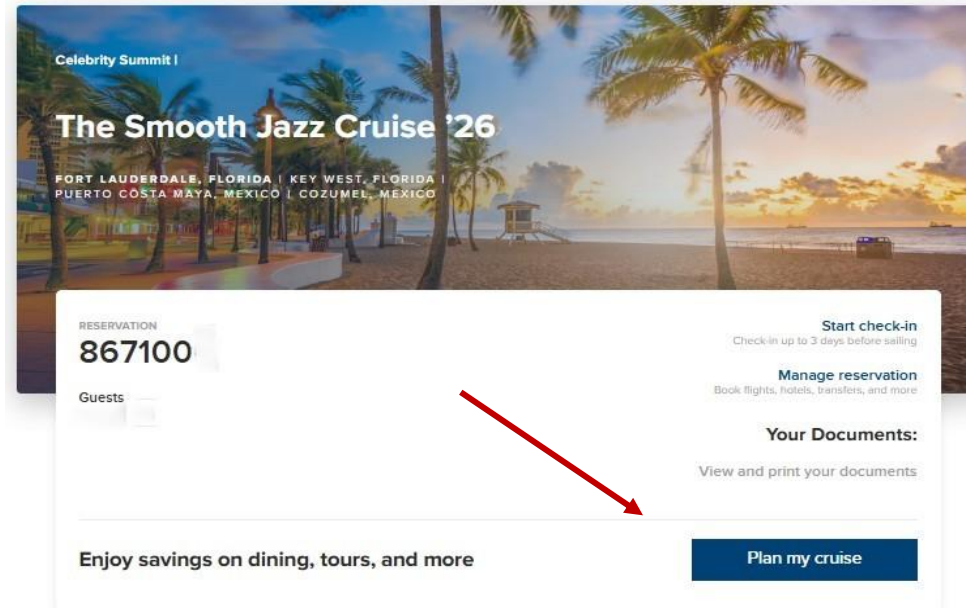 Celebrity Summit |
The Smooth Jazz Cruise '26
FORT LAUDERDALE, FLORIDA | KEY WEST, FLORIDA |
PUERTO COSTA MAYA, MEXICO | COZUMEL, MEXICO
RESERVATION
867100
Guests
Start check-in
Check-in up to 3 days before sailing
Manage reservation
Book flights, hotels, transfers, and more
Your Documents:
View and print your documents
Enjoy savings on dining, tours, and more
Plan my cruise